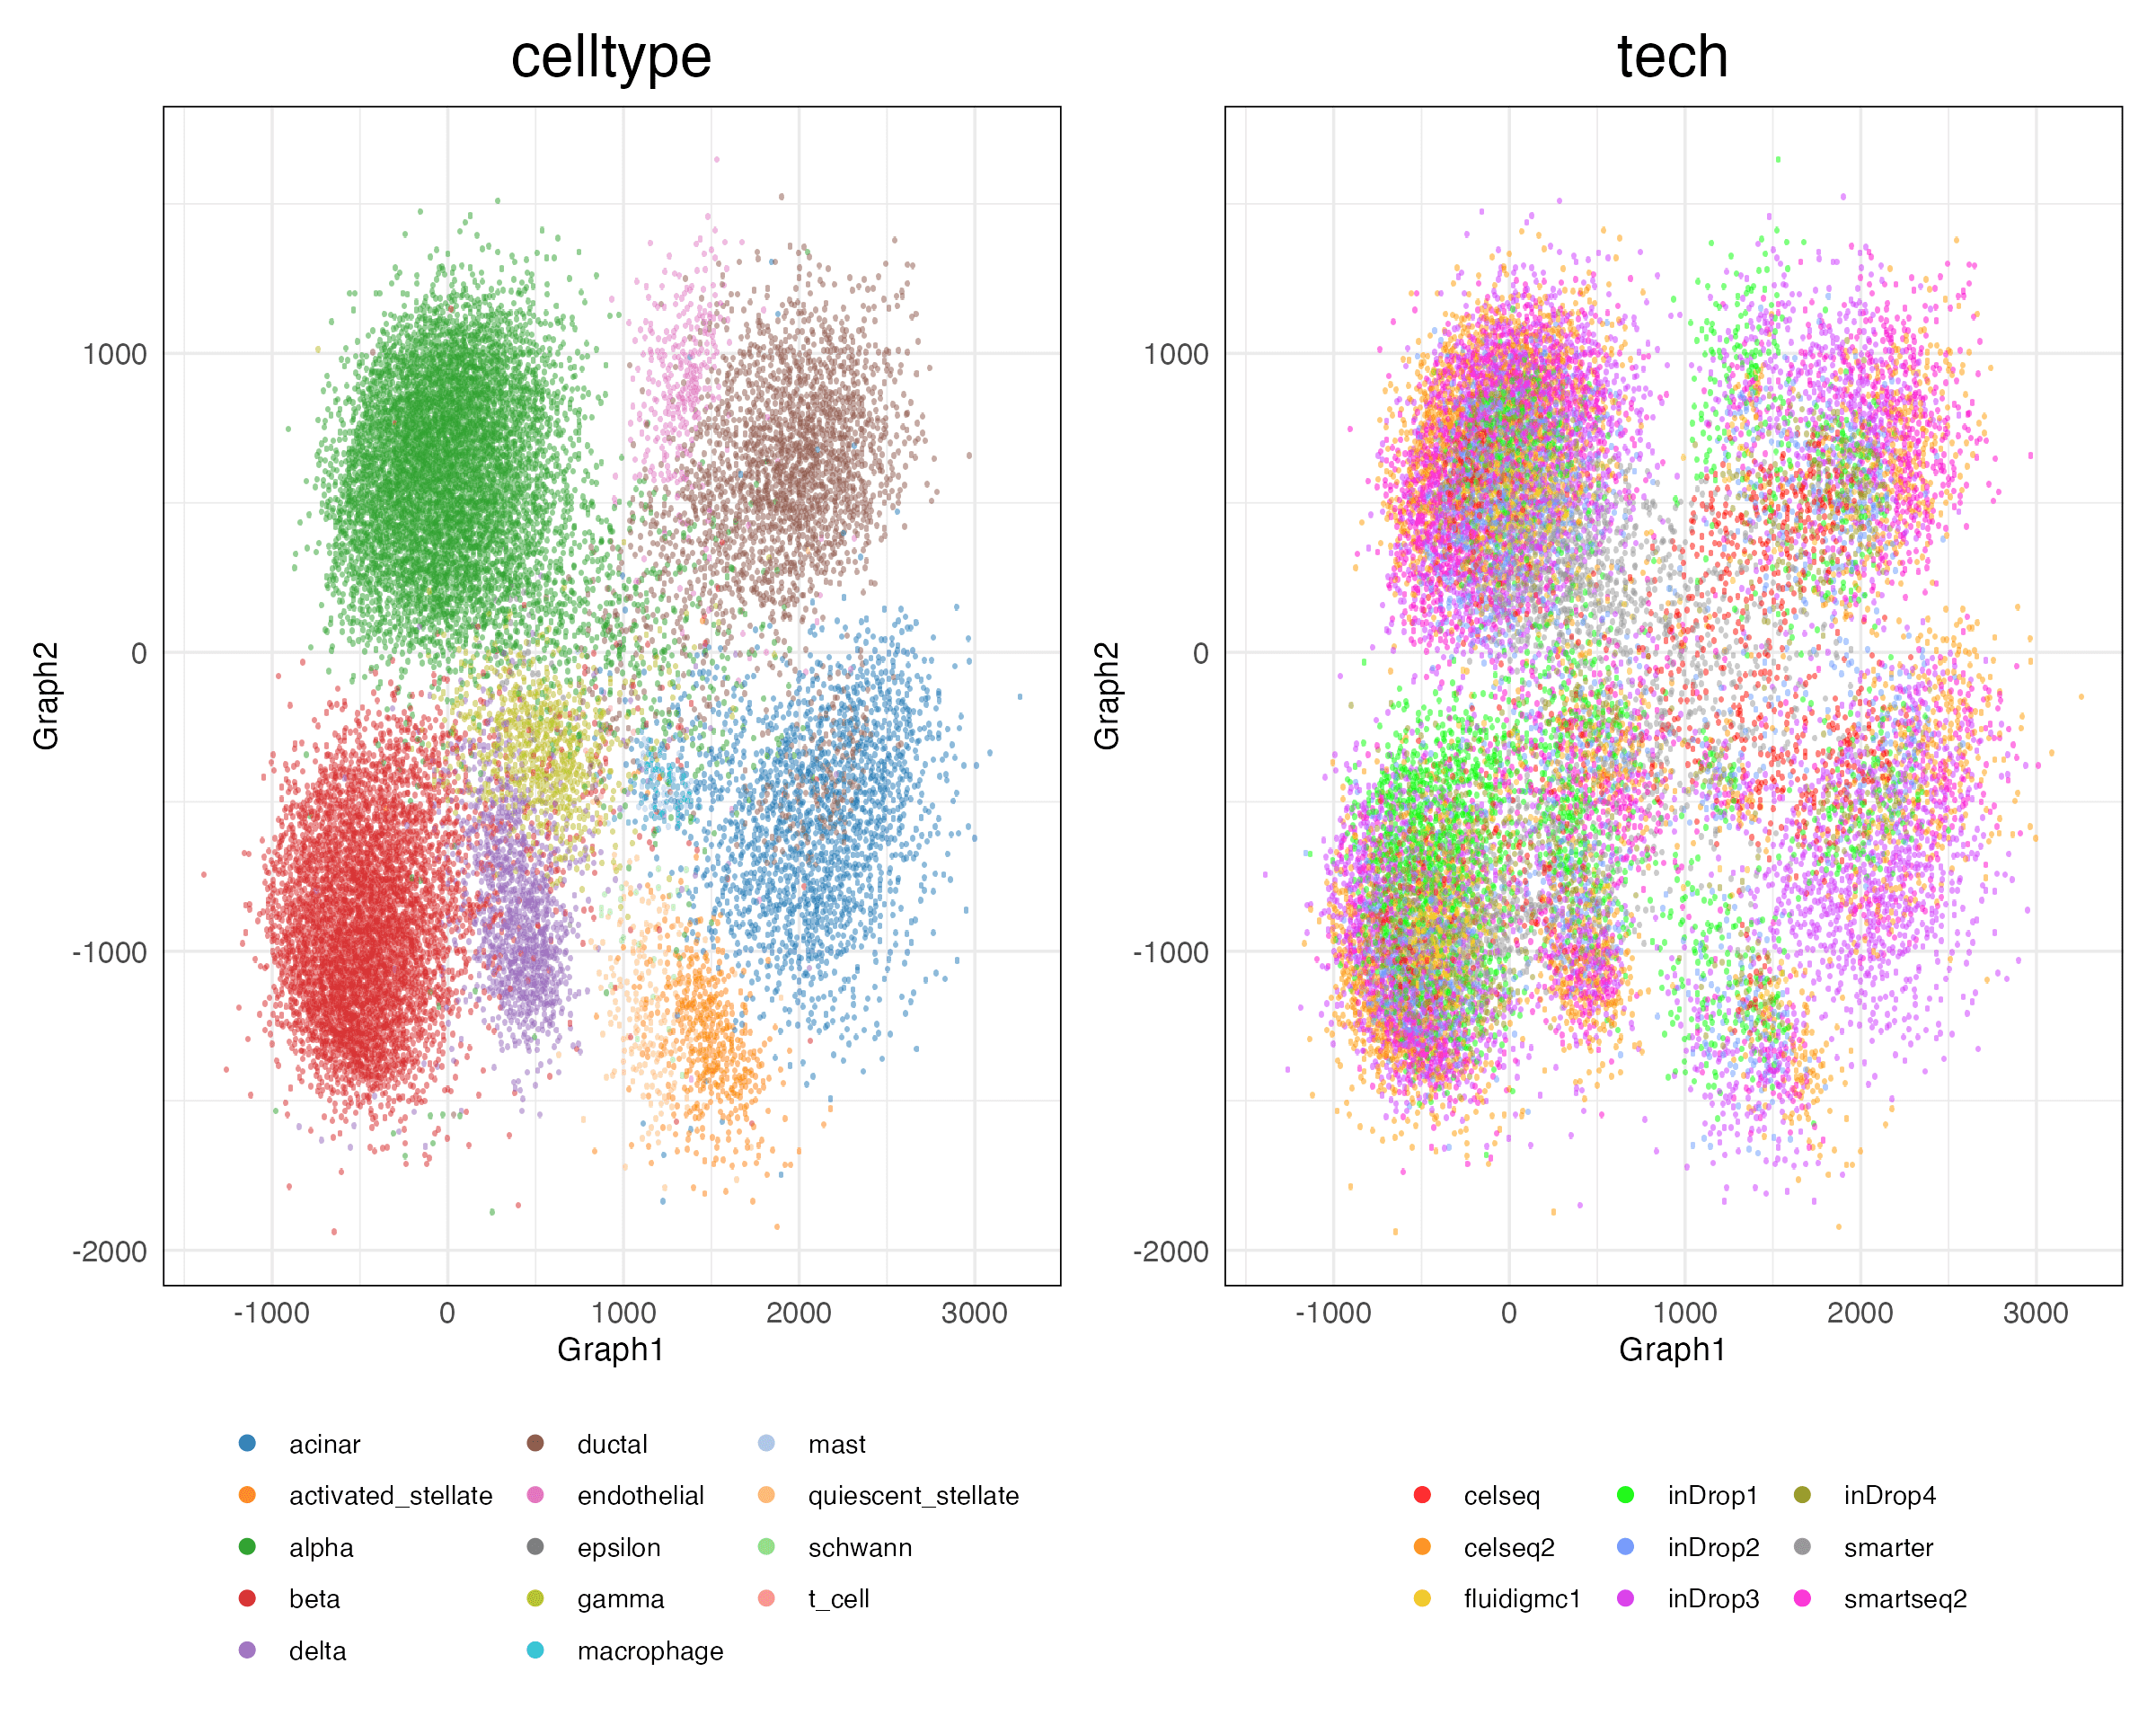 celltype
tech
1000
0
-1000
-2000
Graph2
-1000 0 1000 2000 3000
Graph1
1000
0
-1000
-2000
Graph2
-1000 0 1000 2000 3000
Graph1
acinar
activated_stellate
alpha
beta
delta
ductal
endothelial
epsilon
gamma
macrophage
mast
quiescent_stellate
schwann
t_cell
celseq
celseq2
fluidigmc1
inDrop1
inDrop2
inDrop3
inDrop4
smarter
smartseq2